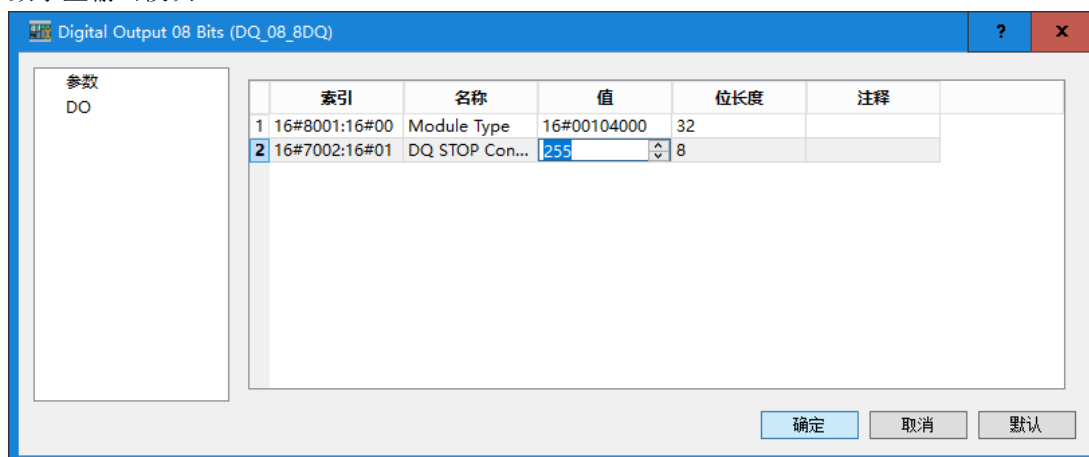 Digital Output 08 Bits (DQ_08_8DQ) ? x
参数
DO
索引 名称 值 位长度 注释
1 16#8001:16#00 Module Type 16#00104000 32
2 16#7002:16#01 DQ STOP Con... 255 8
确定 取消 默认